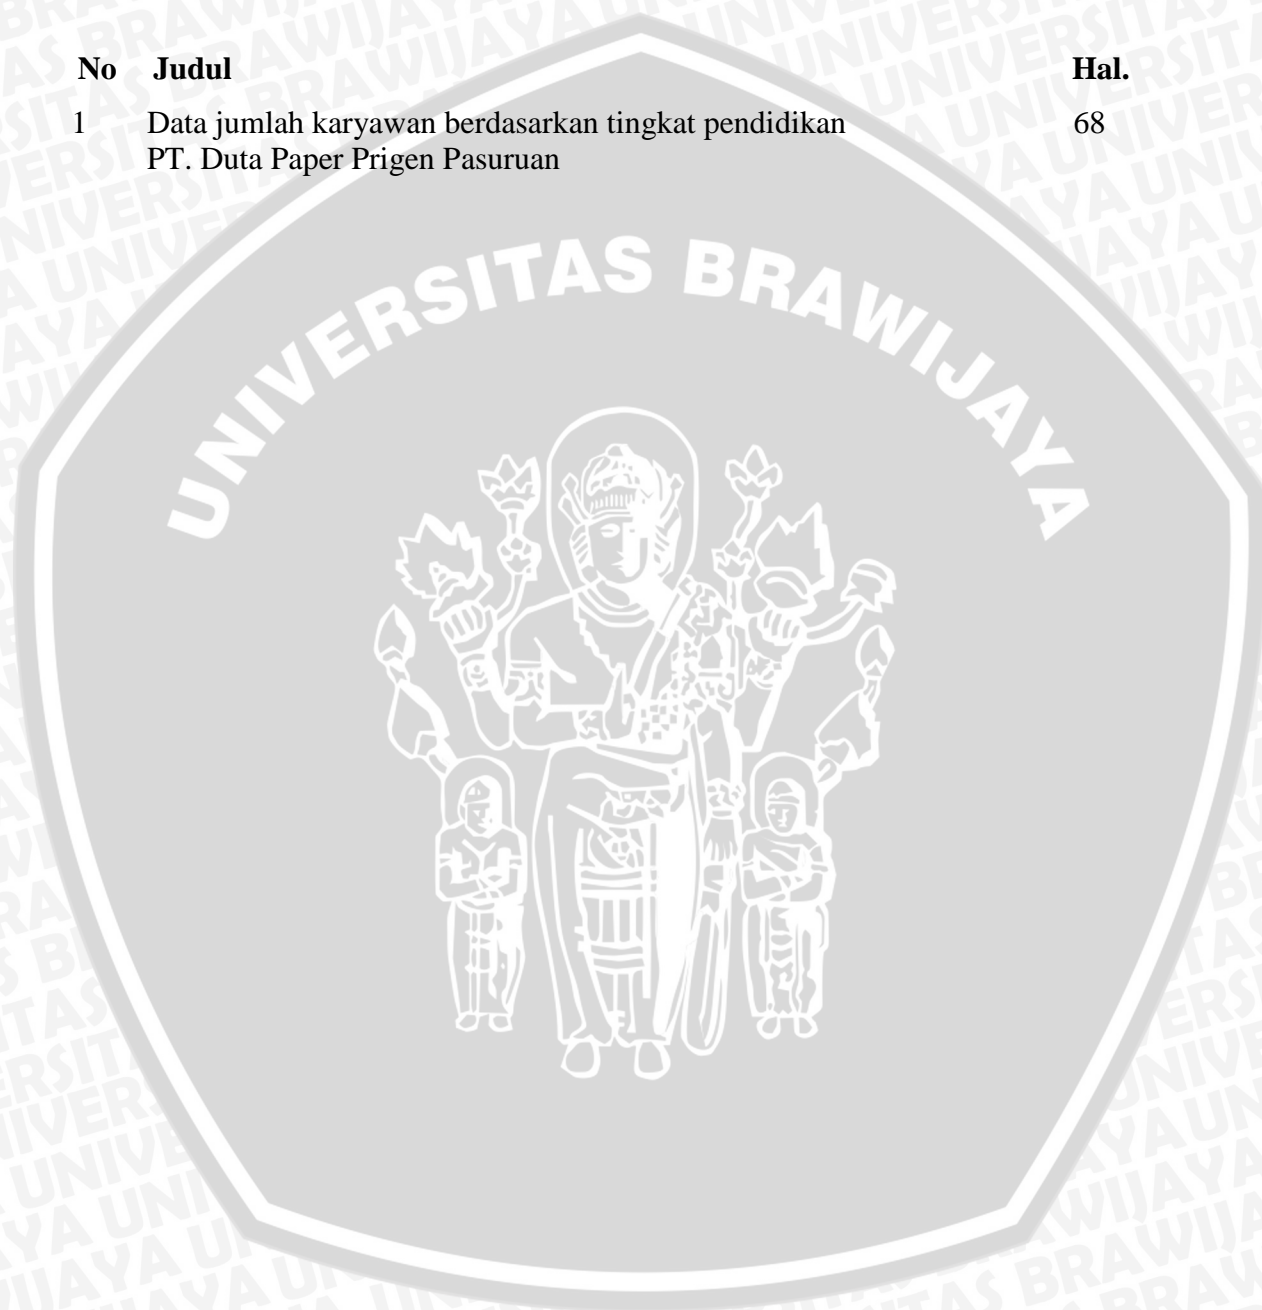 No Judul Hal.
1 Data jumlah karyawan berdasarkan tingkat pendidikan 68
PT. Duta Paper Prigen Pasuruan
UNIVERSITAS BRAWIJAYA